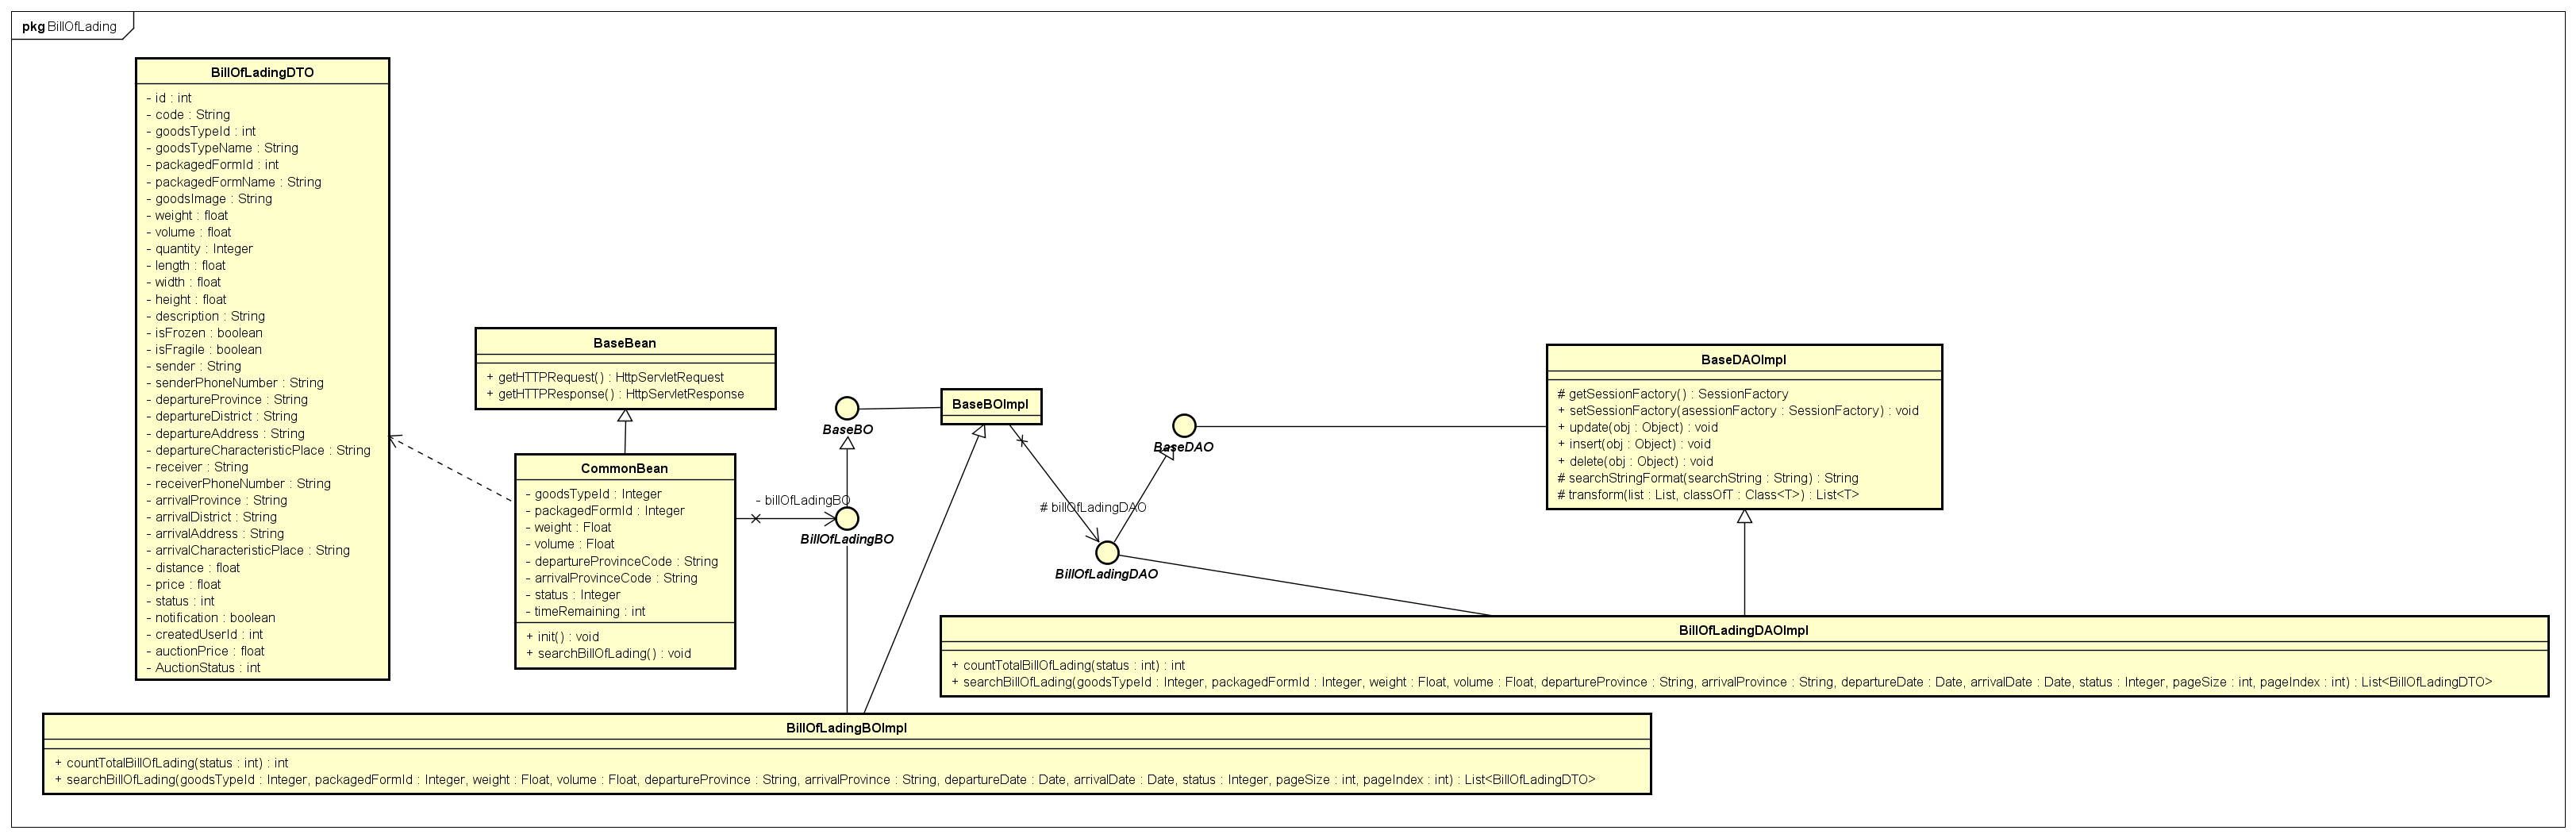 pkg BillOfLading
BillOfLadingDTO
- id : int
- code : String
- goodsTypeId : int
- goodsTypeName : String
- packagedFormId : int
- packagedFormName : String
- goodsImage : String
- weight : float
- volume : float
- quantity : Integer
- length : float
- width : float
- height : float
- description : String
- isFrozen : boolean
- isFragile : boolean
- sender : String
- senderPhoneNumber : String
- departureProvince : String
- departureDistrict : String
- departureAddress : String
- departureCharacteristicPlace : String
- receiver : String
- receiverPhoneNumber : String
- arrivalProvince : String
- arrivalDistrict : String
- arrivalAddress : String
- arrivalCharacteristicPlace : String
- distance : float
- price : float
- status : int
- notification : boolean
- createdUserId : int
- auctionPrice : float
- AuctionStatus : int
BaseBean
+ getHTTPRequest() : HttpServletRequest
+ getHTTPResponse() : HttpServletResponse
CommonBean
- goodsTypeId : Integer
- packagedFormId : Integer
- weight : Float
- volume : Float
- departureProvinceCode : String
- arrivalProvinceCode : String
- status : Integer
- timeRemaining : int
+ init() : void
+ searchBillOfLading() : void
BaseBO
- billOfLadingBO
BillOfLadingBO
BaseBOImpl
# billOfLadingDAO
BaseDAO
BillOfLadingDAO
BaseDAOImpl
# getSessionFactory() : SessionFactory
+ setSessionFactory(asessionFactory : SessionFactory) : void
+ update(obj : Object) : void
+ insert(obj : Object) : void
+ delete(obj : Object) : void
# searchStringFormat(searchString : String) : String
# transform(list : List, classOfT : Class<T>) : List<T>
BillOfLadingDAOImpl
+ countTotalBillOfLading(status : int) : int
+ searchBillOfLading(goodsTypeId : Integer, packagedFormId : Integer, weight : Float, volume : Float, departureProvince : String, arrivalProvince : String, departureDate : Date, arrivalDate : Date, status : Integer, pageSize : int, pageIndex : int) : List<BillOfLadingDTO>
BillOfLadingBOImpl
+ countTotalBillOfLading(status : int) : int
+ searchBillOfLading(goodsTypeId : Integer, packagedFormId : Integer, weight : Float, volume : Float, departureProvince : String, arrivalProvince : String, departureDate : Date, arrivalDate : Date, status : Integer, pageSize : int, pageIndex : int) : List<BillOfLadingDTO>